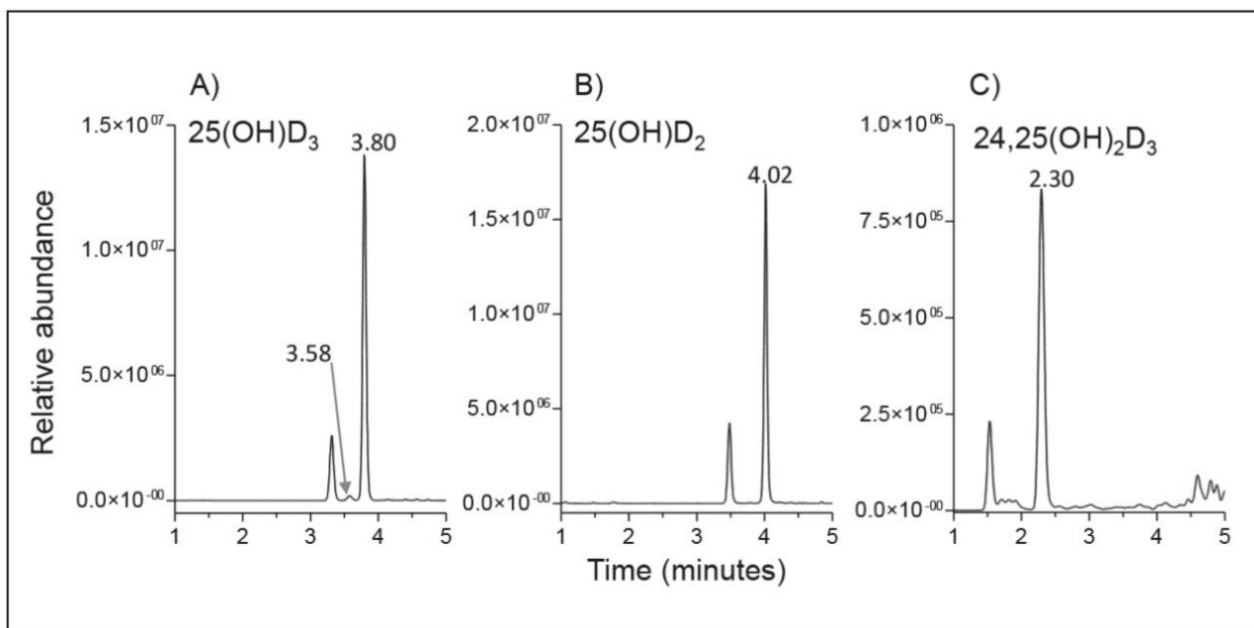 A)
25(OH)D₃
1.5×10⁰⁷
1.0×10⁰⁷
5.0×10⁰⁶
0.0×10⁻⁰⁰
3.58
3.80
1 2 3 4 5
B)
25(OH)D₂
2.0×10⁰⁷
1.5×10⁰⁷
1.0×10⁰⁷
5.0×10⁰⁶
0.0×10⁻⁰⁰
4.02
1 2 3 4 5
C)
24,25(OH)₂D₃
1.0×10⁰⁶
7.5×10⁰⁵
5.0×10⁰⁵
2.5×10⁰⁵
0.0×10⁻⁰⁰
2.30
1 2 3 4 5
Relative abundance
Time (minutes)